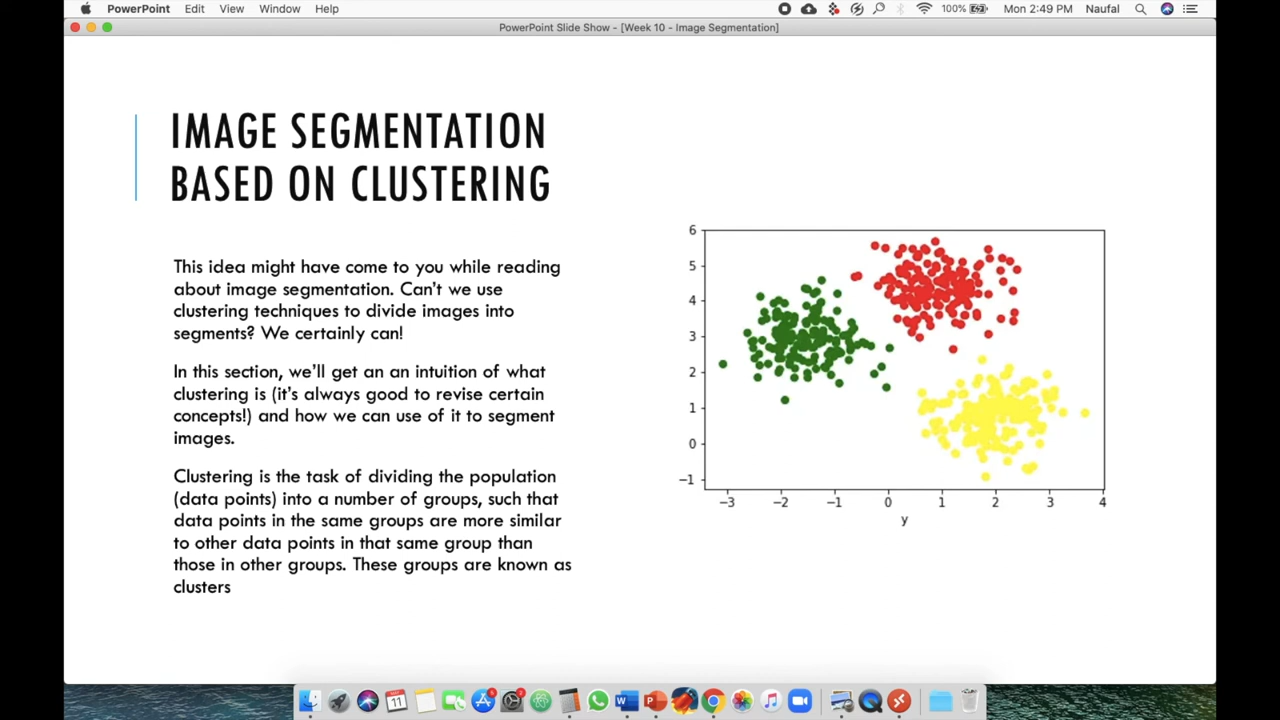 PowerPoint Edit View Window Help 100% Mon 2:49 PM Naufal
PowerPoint Slide Show - [Week 10 - Image Segmentation]
IMAGE SEGMENTATION
BASED ON CLUSTERING
This idea might have come to you while reading
about image segmentation. Can't we use
clustering techniques to divide images into
segments? We certainly can!
In this section, we'll get an an intuition of what
clustering is (it's always good to revise certain
concepts!) and how we can use of it to segment
images.
Clustering is the task of dividing the population
(data points) into a number of groups, such that
data points in the same groups are more similar
to other data points in that same group than
those in other groups. These groups are known as
clusters
6
5
4
3
2
1
0
−1
−3 −2 −1 0 1 2 3 4
y
11